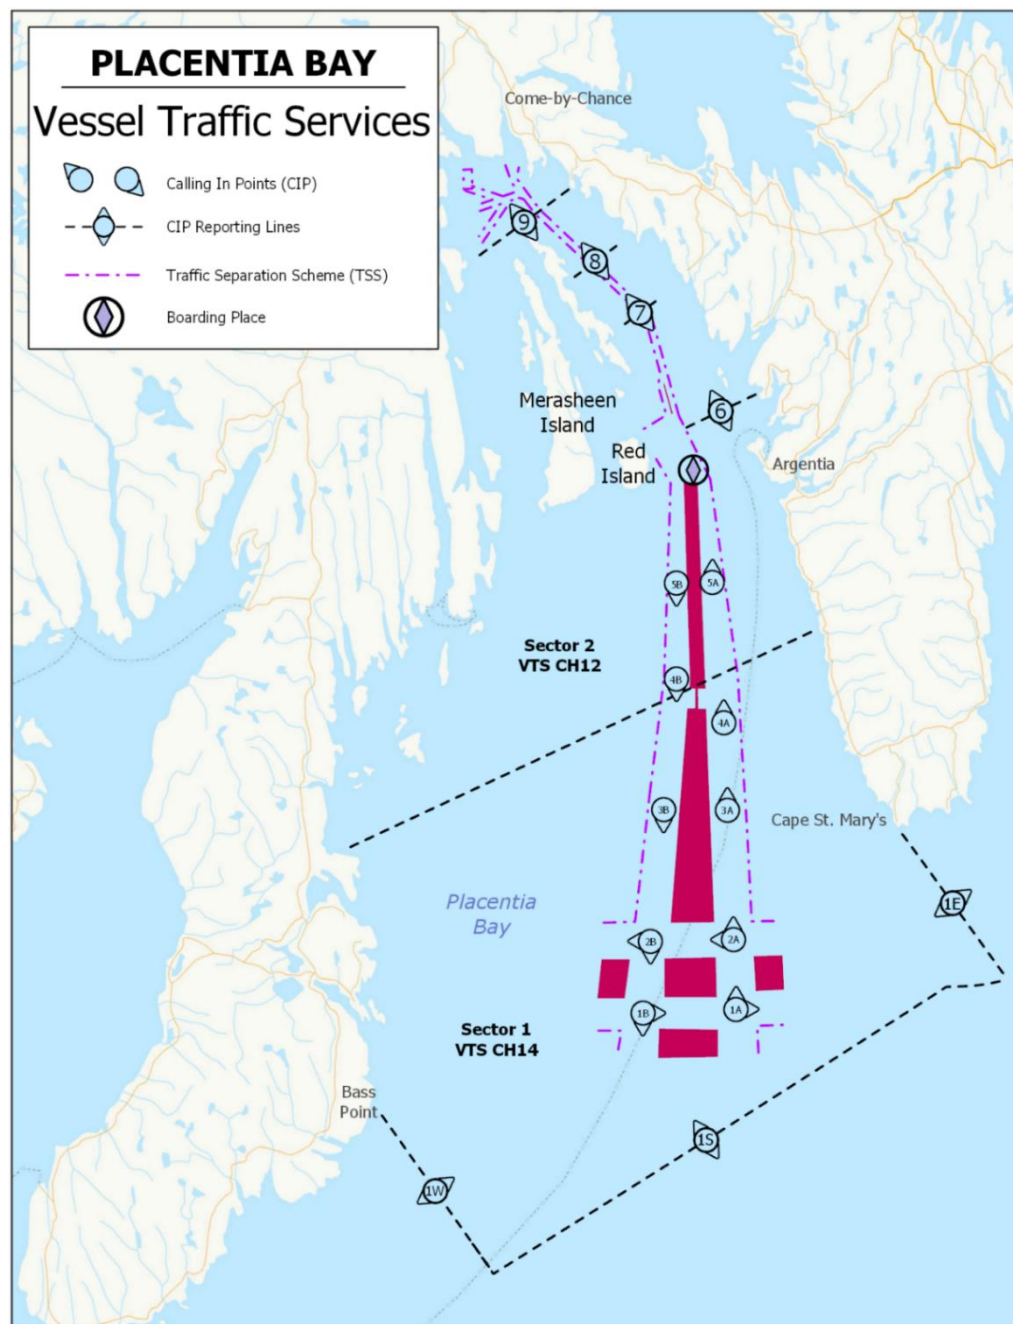 PLACENTIA BAY
Vessel Traffic Services
Calling In Points (CIP)
CIP Reporting Lines
Traffic Separation Scheme (TSS)
Boarding Place
Come-by-Chance
9
8
7
6
Merasheen
Island
Red
Island
Argentia
5B
5A
Sector 2
VTS CH12
4B
4A
3B
3A
Cape St. Mary's
1E
Placentia
Bay
2B
2A
1B
1A
Sector 1
VTS CH14
Bass
Point
1S
1W